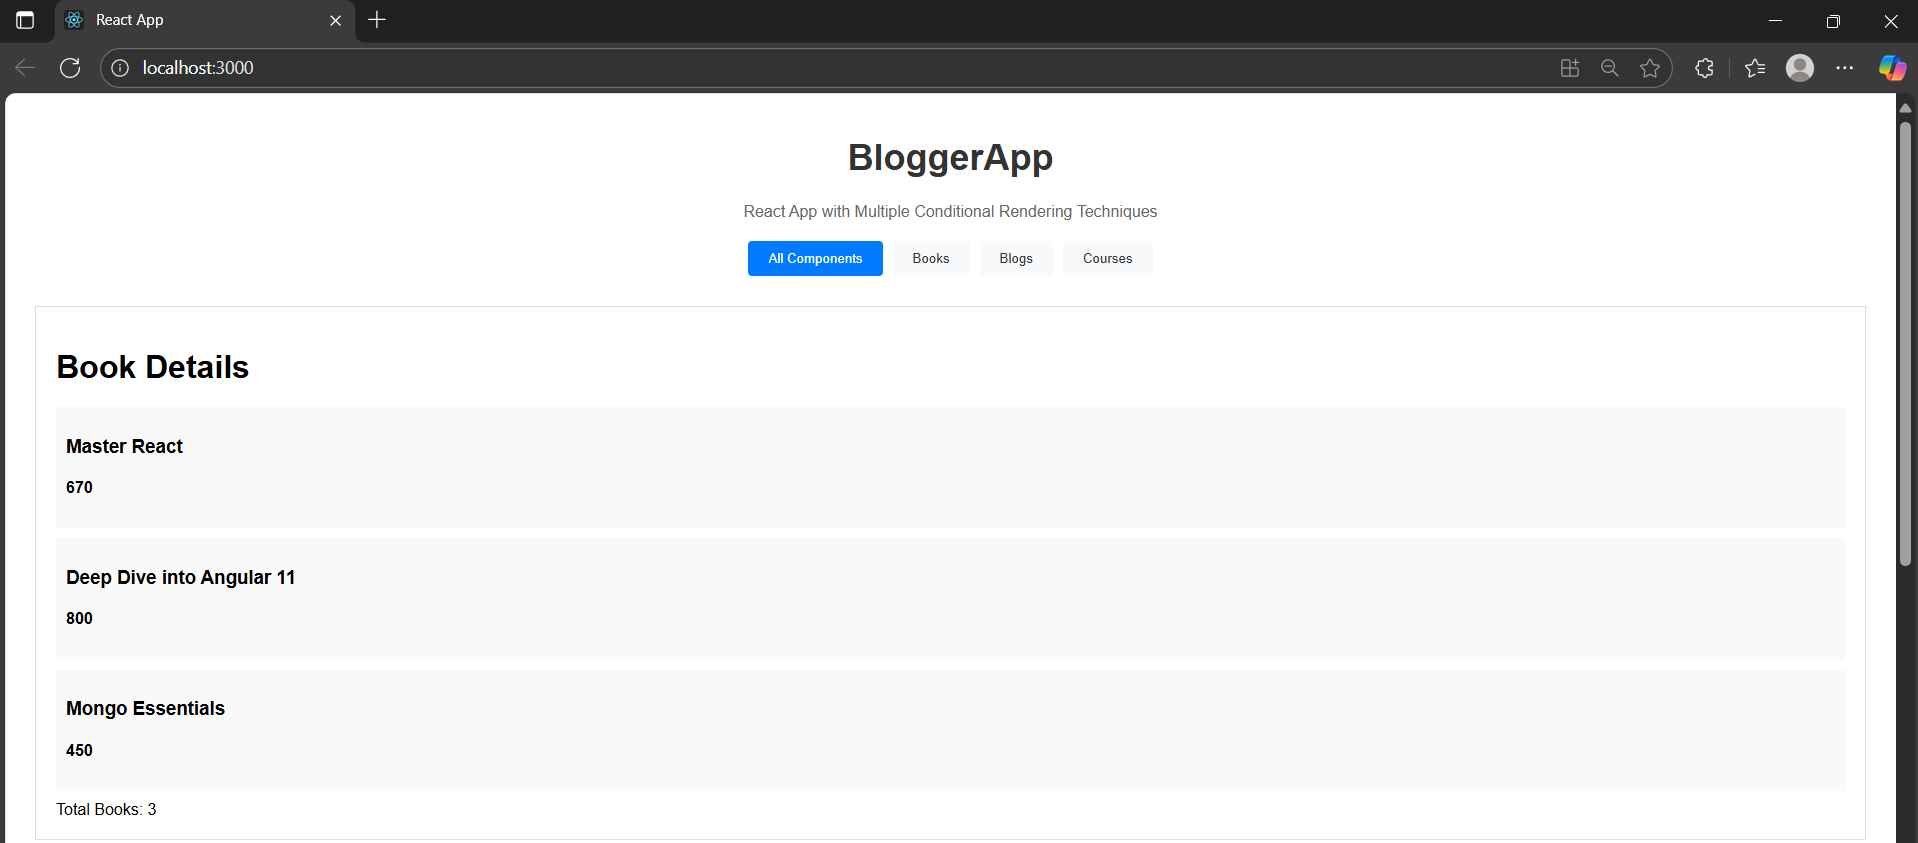 React App
localhost:3000
BloggerApp
React App with Multiple Conditional Rendering Techniques
All Components Books Blogs Courses
Book Details
Master React
670
Deep Dive into Angular 11
800
Mongo Essentials
450
Total Books: 3